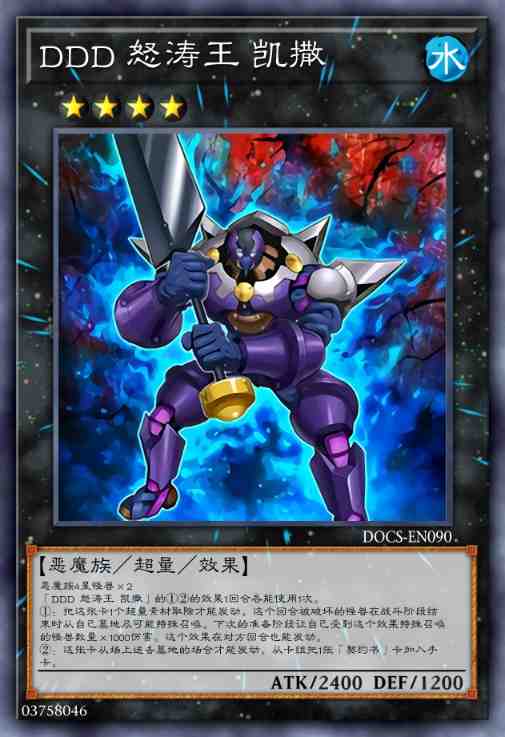 DDD 怒涛王 凯撒
水
DOCS-EN090
【恶魔族／超量／效果】
恶魔族4星怪兽×2
「DDD 怒涛王 凯撒」的①②的效果1回合各能使用1次。
①：把这张卡1个超量素材取除才能发动。这个回合被破坏的怪兽在战斗阶段结
束时从自己墓地尽可能特殊召唤。下次的准备阶段让自己受到这个效果特殊召唤
的怪兽数量×1000伤害。这个效果在对方回合也能发动。
②：这张卡从场上送去墓地的场合才能发动。从卡组把1张「契约书」卡加入手
卡。
ATK/2400 DEF/1200
03758046